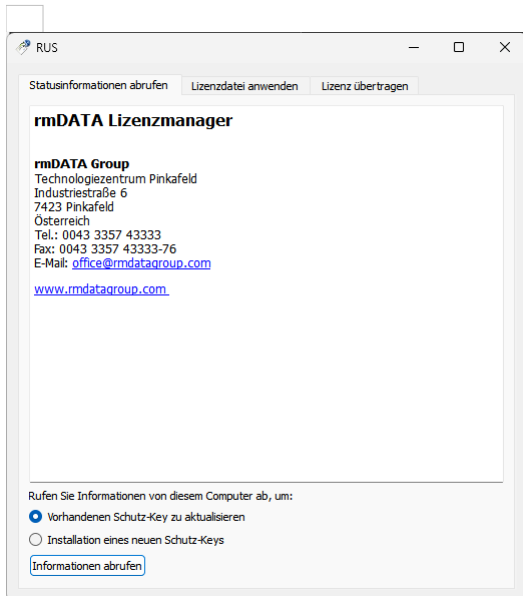 RUS
Statusinformationen abrufen
Lizenzdatei anwenden
Lizenz übertragen
rmDATA Lizenzmanager
rmDATA Group
Technologiezentrum Pinkafeld
Industriestraße 6
7423 Pinkafeld
Österreich
Tel.: 0043 3357 43333
Fax: 0043 3357 43333-76
E-Mail: office@rmdatagroup.com
www.rmdatagroup.com
Rufen Sie Informationen von diesem Computer ab, um:
Vorhandenen Schutz-Key zu aktualisieren
Installation eines neuen Schutz-Keys
Informationen abrufen